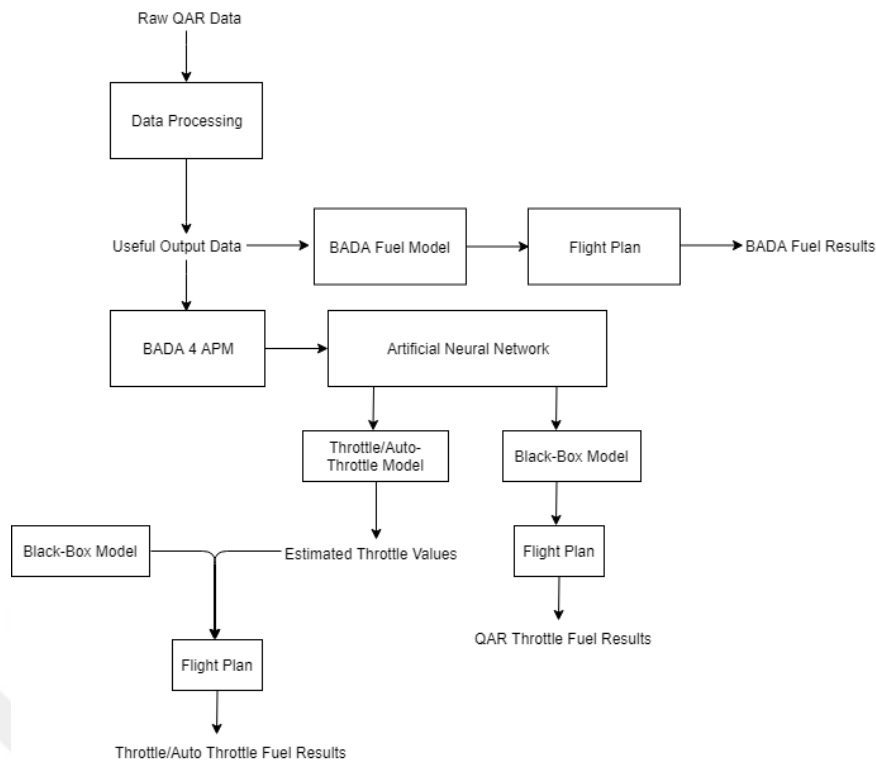 Raw QAR Data
Data Processing
Useful Output Data
BADA Fuel Model
Flight Plan
BADA Fuel Results
BADA 4 APM
Artificial Neural Network
Throttle/Auto-
Throttle Model
Black-Box Model
Black-Box Model
Estimated Throttle Values
Flight Plan
QAR Throttle Fuel Results
Flight Plan
Throttle/Auto Throttle Fuel Results